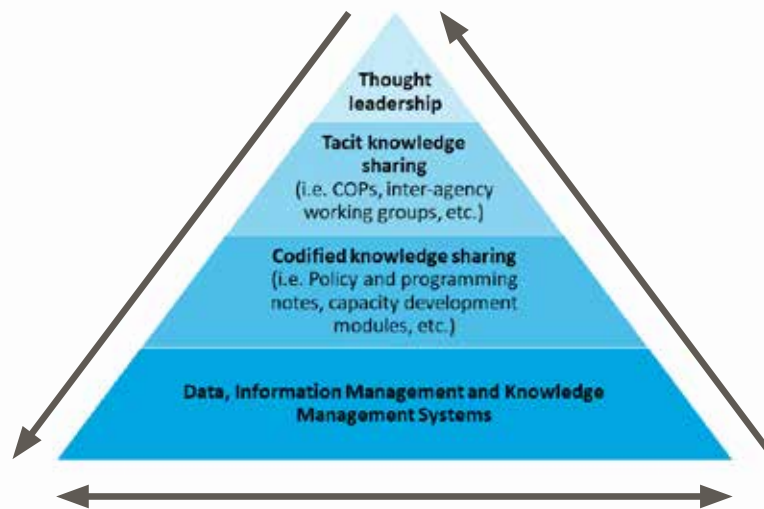 Thought
leadership
Tacit knowledge
sharing
(i.e. COPs, inter-agency
working groups, etc.)
Codified knowledge sharing
(i.e. Policy and programming
notes, capacity development
modules, etc.)
Data, Information Management and Knowledge
Management Systems